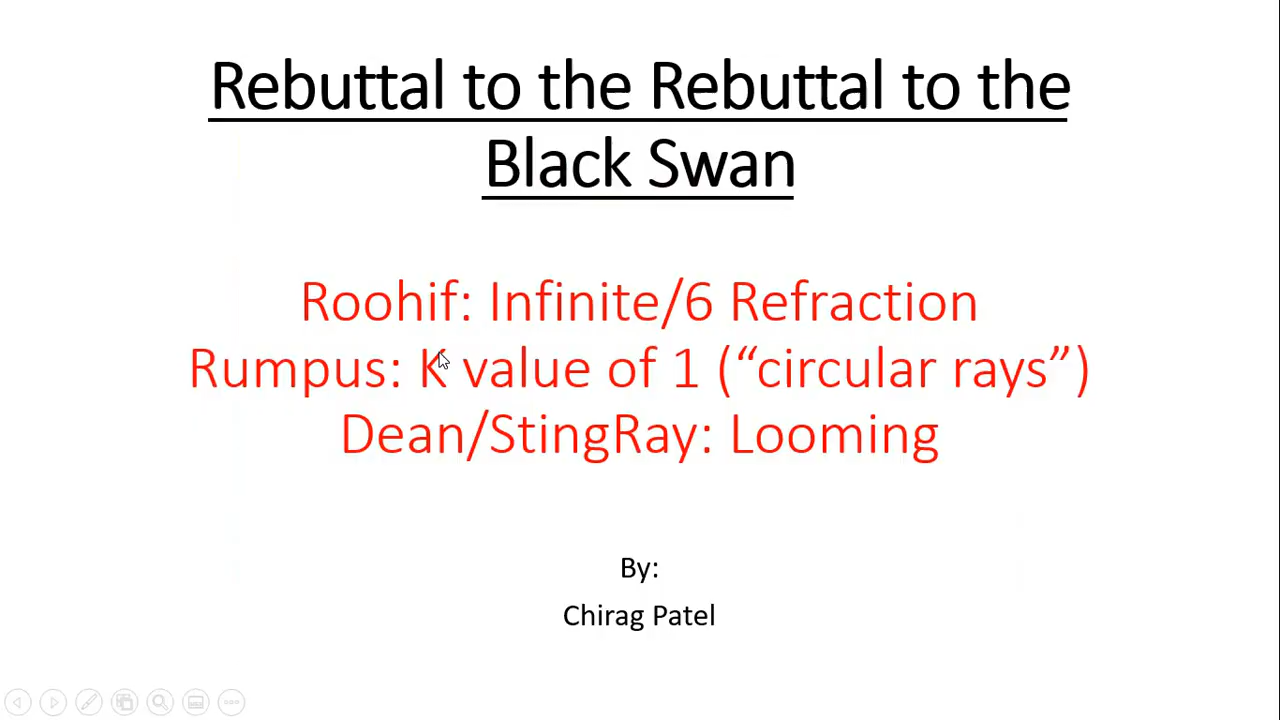 Rebuttal to the Rebuttal to the
Black Swan
Roohif: Infinite/6 Refraction
Rumpus: K value of 1 (“circular rays”)
Dean/StingRay: Looming
By:
Chirag Patel